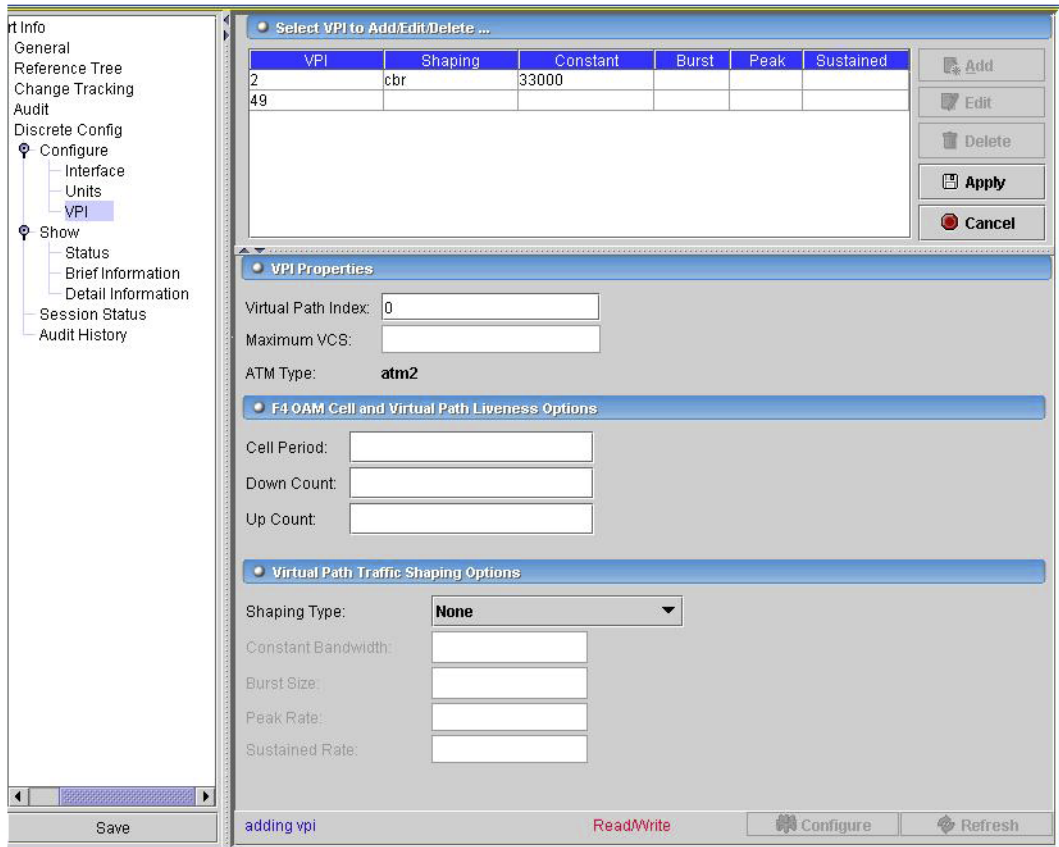 rt Info
General
Reference Tree
Change Tracking
Audit
Discrete Config
Configure
Interface
Units
VPI
Show
Status
Brief Information
Detail Information
Session Status
Audit History
Save
Select VPI to Add/Edit/Delete ...
VPI Shaping Constant Burst Peak Sustained
2 cbr 33000
49
Add
Edit
Delete
Apply
Cancel
VPI Properties
Virtual Path Index: 0
Maximum VCS:
ATM Type: atm2
F4 OAM Cell and Virtual Path Liveness Options
Cell Period:
Down Count:
Up Count:
Virtual Path Traffic Shaping Options
Shaping Type: None
Constant Bandwidth:
Burst Size:
Peak Rate:
Sustained Rate:
adding vpi Read/Write Configure Refresh